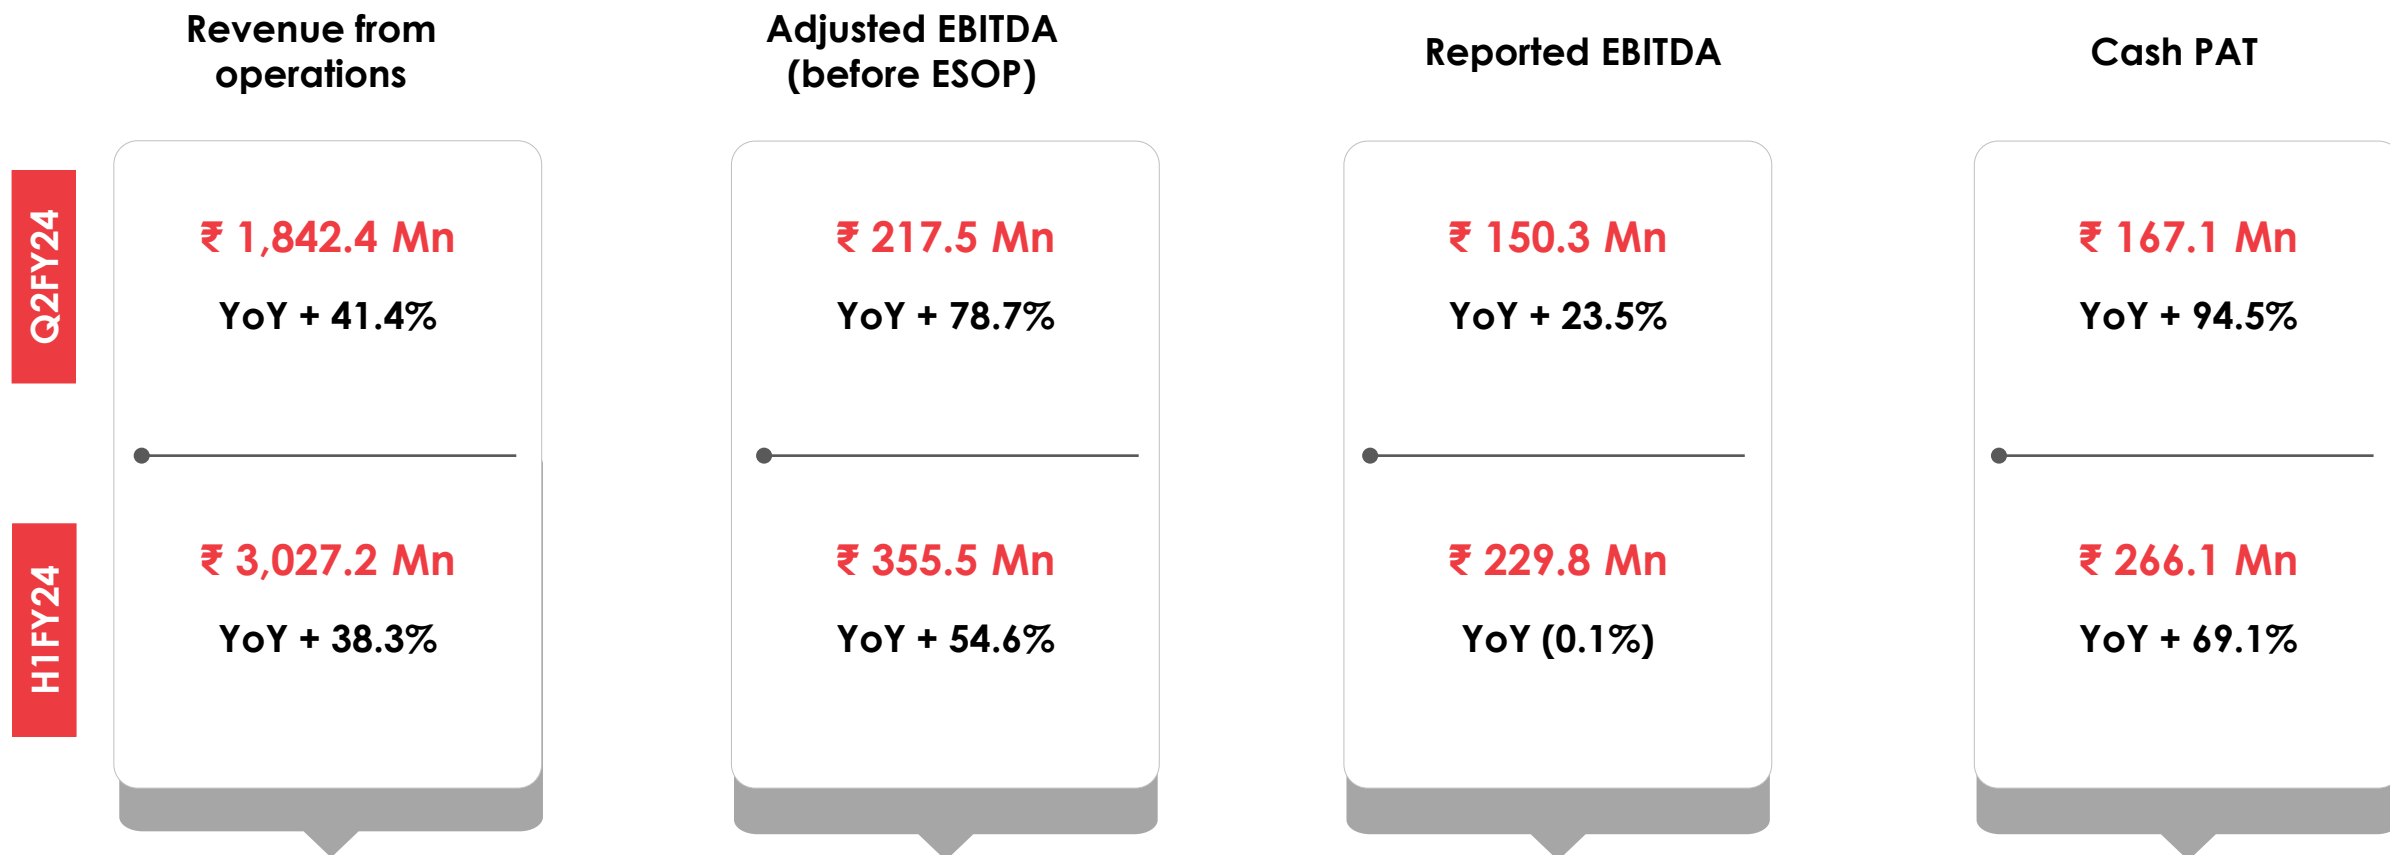 Revenue from
operations
Adjusted EBITDA
(before ESOP)
Reported EBITDA
Cash PAT
Q2FY24
₹ 1,842.4 Mn
YoY + 41.4%
₹ 217.5 Mn
YoY + 78.7%
₹ 150.3 Mn
YoY + 23.5%
₹ 167.1 Mn
YoY + 94.5%
H1FY24
₹ 3,027.2 Mn
YoY + 38.3%
₹ 355.5 Mn
YoY + 54.6%
₹ 229.8 Mn
YoY (0.1%)
₹ 266.1 Mn
YoY + 69.1%